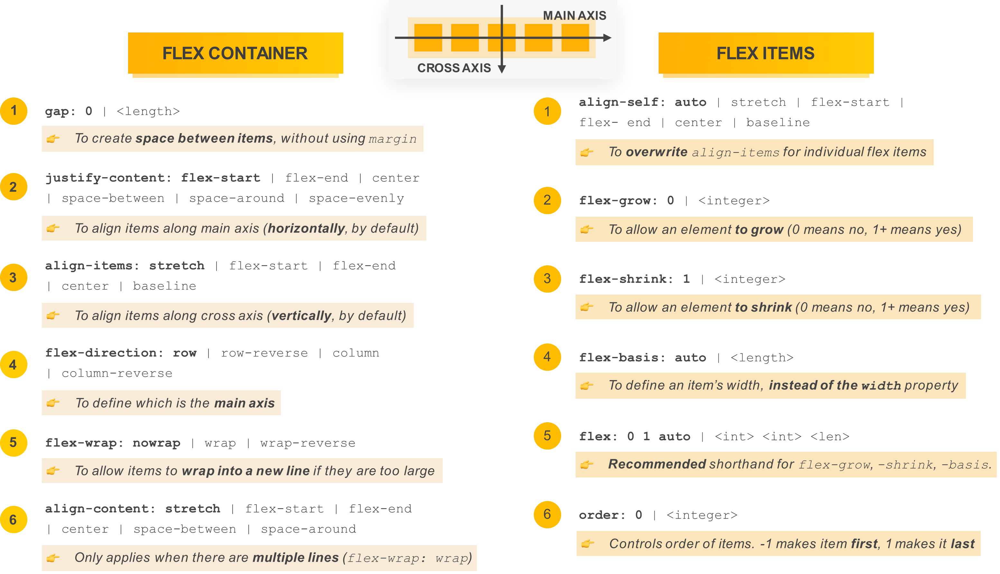 MAIN AXIS
CROSS AXIS
FLEX CONTAINER
1
gap: 0 | <length>
To create space between items, without using margin
2
justify-content: flex-start | flex-end | center
| space-between | space-around | space-evenly
To align items along main axis (horizontally, by default)
3
align-items: stretch | flex-start | flex-end
| center | baseline
To align items along cross axis (vertically, by default)
4
flex-direction: row | row-reverse | column
| column-reverse
To define which is the main axis
5
flex-wrap: nowrap | wrap | wrap-reverse
To allow items to wrap into a new line if they are too large
6
align-content: stretch | flex-start | flex-end
| center | space-between | space-around
Only applies when there are multiple lines (flex-wrap: wrap)
FLEX ITEMS
1
align-self: auto | stretch | flex-start |
flex- end | center | baseline
To overwrite align-items for individual flex items
2
flex-grow: 0 | <integer>
To allow an element to grow (0 means no, 1+ means yes)
3
flex-shrink: 1 | <integer>
To allow an element to shrink (0 means no, 1+ means yes)
4
flex-basis: auto | <length>
To define an item’s width, instead of the width property
5
flex: 0 1 auto | <int> <int> <len>
Recommended shorthand for flex-grow, -shrink, -basis.
6
order: 0 | <integer>
Controls order of items. -1 makes item first, 1 makes it last